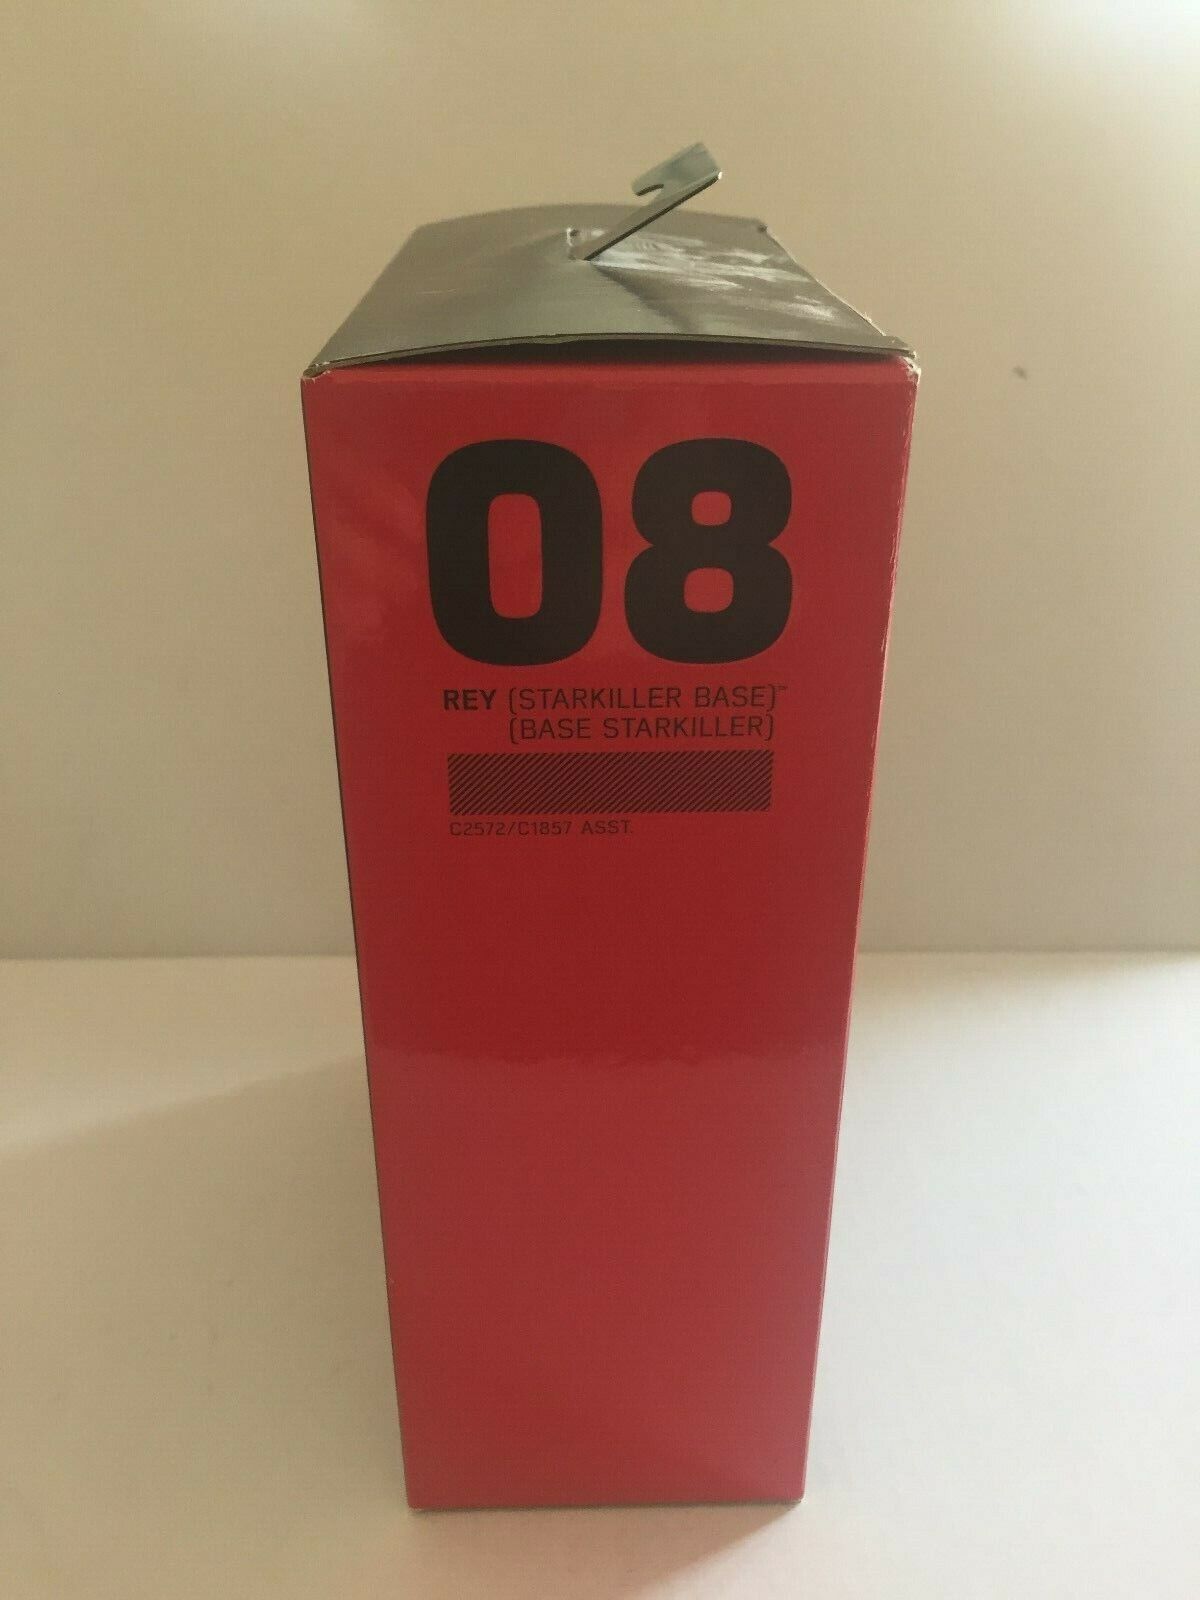 08
REY (STARKILLER BASE)™
(BASE STARKILLER)
C2572/C1857 ASST.